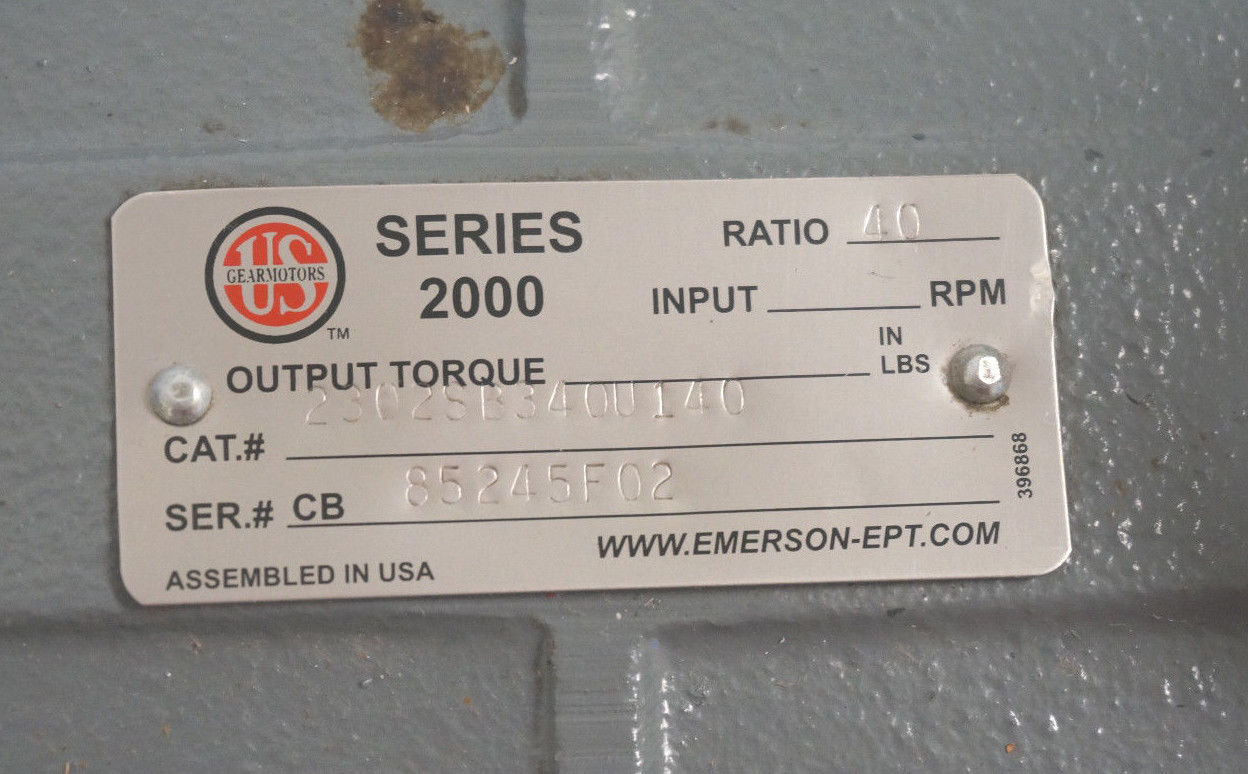 US
GEARMOTORS
TM
SERIES
2000
RATIO 40
INPUT RPM
OUTPUT TORQUE IN
LBS
CAT.# 2302SB340U140
SER.# CB 85245F02
396868
WWW.EMERSON-EPT.COM
ASSEMBLED IN USA